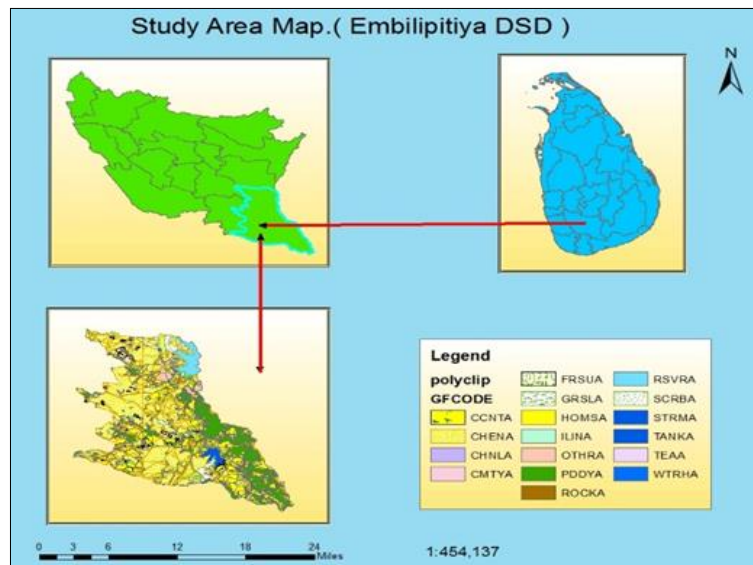 Study Area Map.( Embilipitiya DSD )
N
Legend
polyclip
GFCODE
CCNTA
CHENA
CHNLA
CMTYA
FRSUA
GRSLA
HOMSA
ILINA
OTHRA
PDDYA
ROCKA
RSVRA
SCRBA
STRMA
TANKA
TEAA
WTRHA
0 3 6 12 18 24
Miles
1:454,137